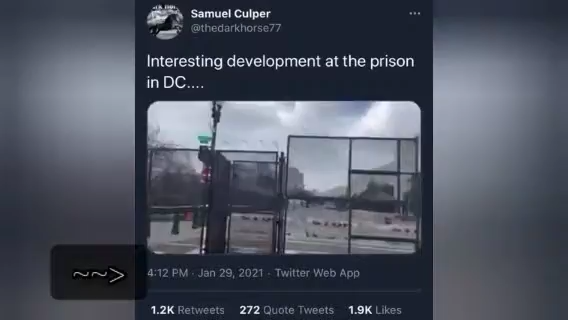 Samuel Culper
@thedarkhorse77
Interesting development at the prison
in DC....
~~>
4:12 PM · Jan 29, 2021 · Twitter Web App
1.2K Retweets 272 Quote Tweets 1.9K Likes